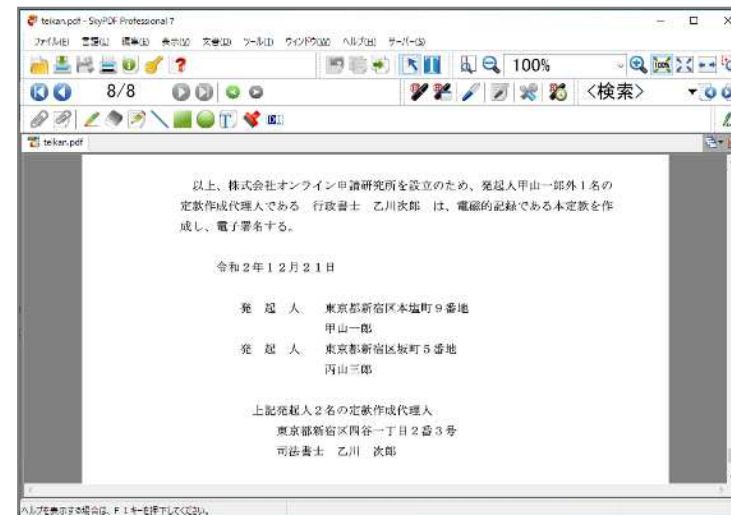 teikan.pdf - SkyPDF Professional 7
ファイル(E) 言語(L) 編集(E) 表示(V) 文書(D) ツール(T) ウィンドウ(W) ヘルプ(H) サーバー(S)
100%
8/8 <検索>
teikan.pdf
以上、株式会社オンライン申請研究所を設立のため、発起人甲山一郎外1名の
定款作成代理人である 行政書士 乙川次郎 は、電磁的記録である本定款を作
成し、電子署名する。
令和2年12月21日
発 起 人 東京都新宿区本塩町9番地
甲山一郎
発 起 人 東京都新宿区坂町5番地
丙山三郎
上記発起人2名の定款作成代理人
東京都新宿区四谷一丁目2番3号
司法書士 乙川 次郎
ヘルプを表示する場合は、F1キーを押下してください。